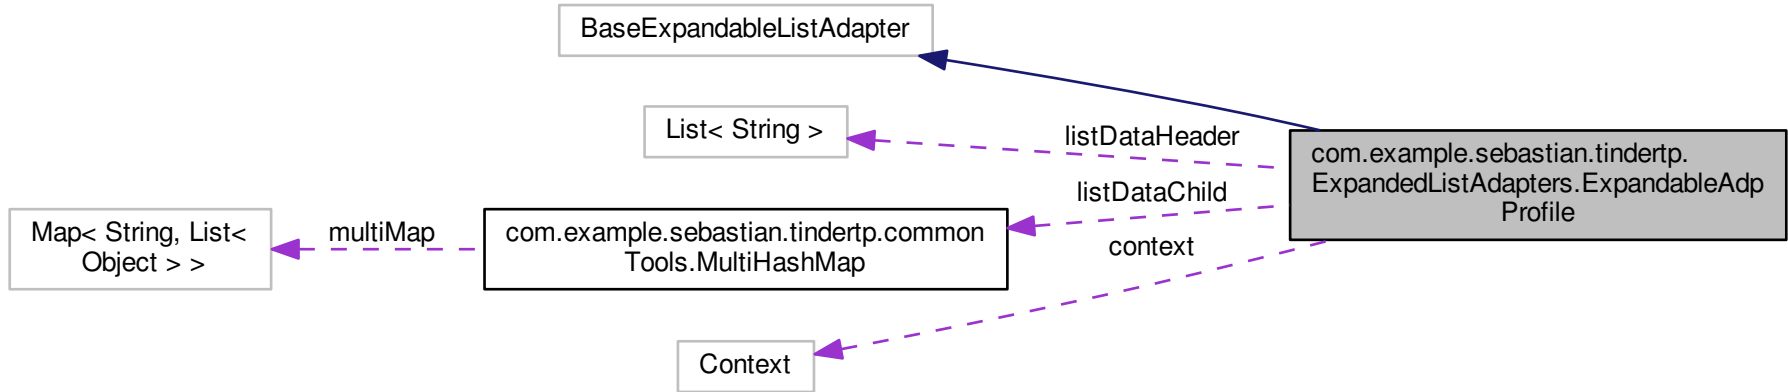 BaseExpandableListAdapter
List< String >
listDataHeader
com.example.sebastian.tindertp.
ExpandedListAdapters.ExpandableAdp
Profile
listDataChild
Map< String, List<
Object > >
multiMap
com.example.sebastian.tindertp.common
Tools.MultiHashMap
context
Context